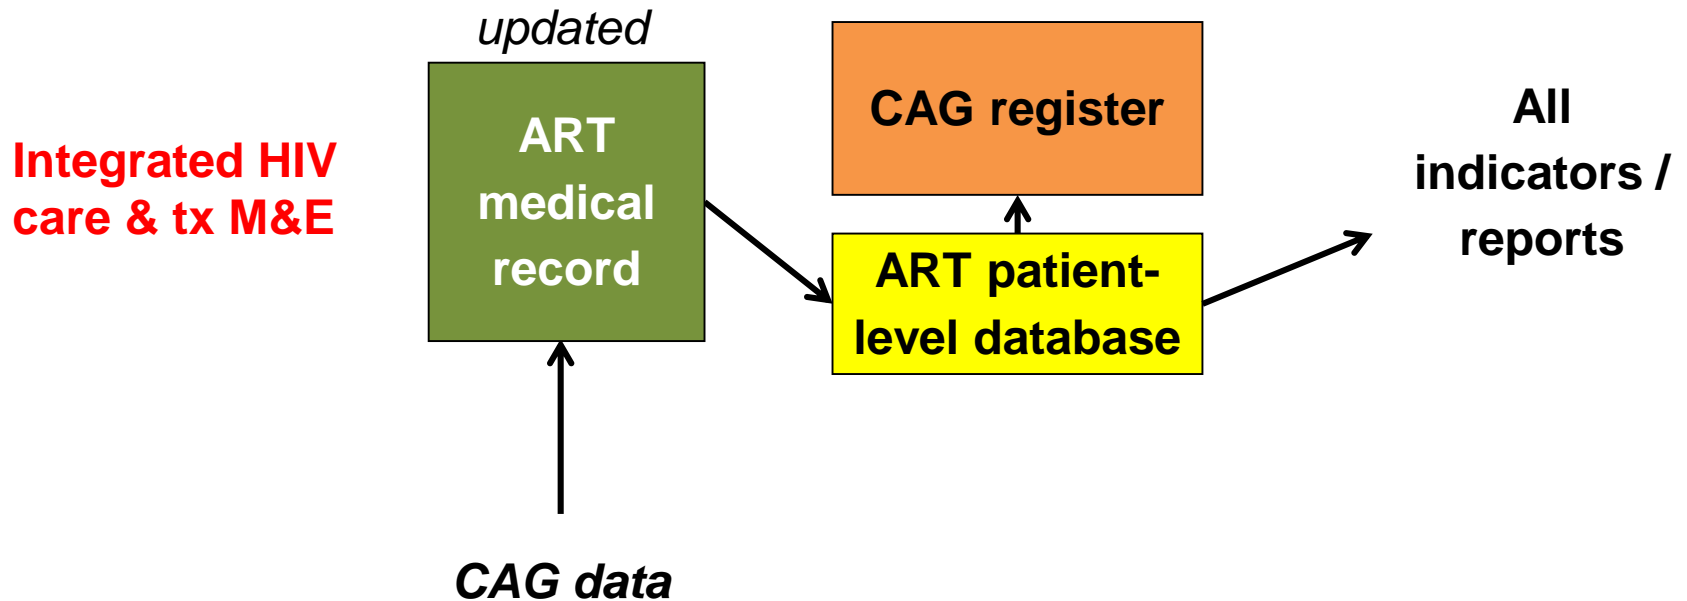 Integrated HIV
care & tx M&E
updated
ART
medical
record
CAG data
CAG register
ART patient-
level database
All
indicators /
reports